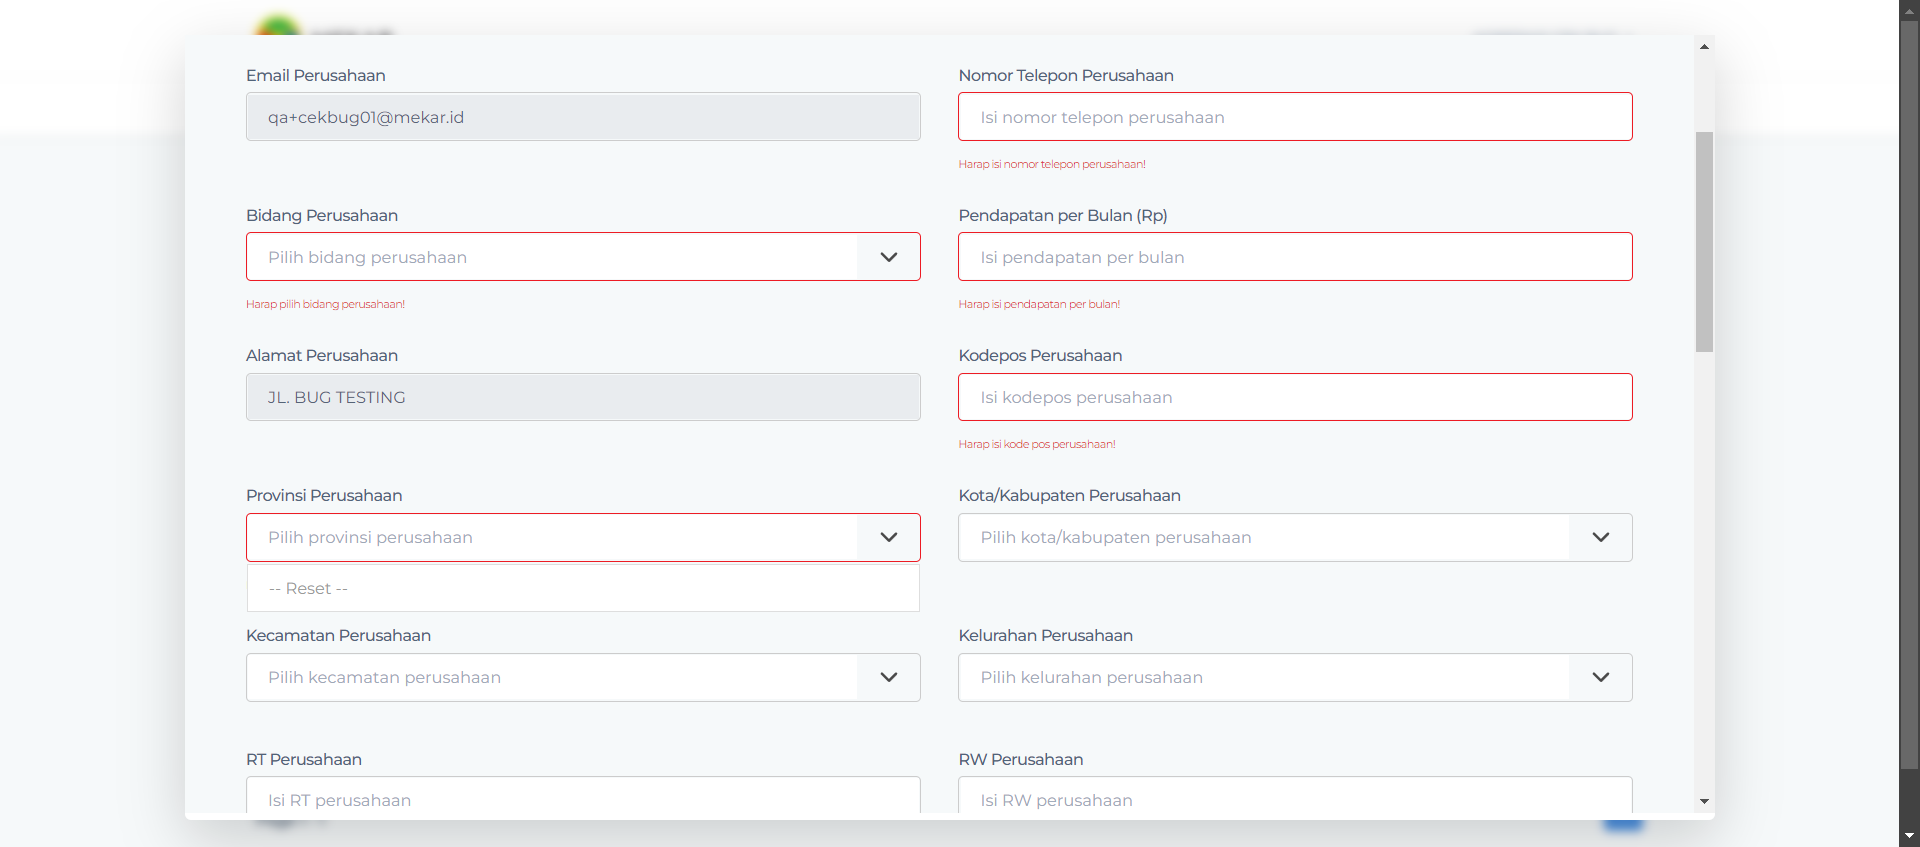 Email Perusahaan
Nomor Telepon Perusahaan
qa+cekbug01@mekar.id
Isi nomor telepon perusahaan
Harap isi nomor telepon perusahaan!
Bidang Perusahaan
Pendapatan per Bulan (Rp)
Pilih bidang perusahaan
Isi pendapatan per bulan
Harap pilih bidang perusahaan!
Harap isi pendapatan per bulan!
Alamat Perusahaan
Kodepos Perusahaan
JL. BUG TESTING
Isi kodepos perusahaan
Harap isi kode pos perusahaan!
Provinsi Perusahaan
Kota/Kabupaten Perusahaan
Pilih provinsi perusahaan
Pilih kota/kabupaten perusahaan
-- Reset --
Kecamatan Perusahaan
Kelurahan Perusahaan
Pilih kecamatan perusahaan
Pilih kelurahan perusahaan
RT Perusahaan
RW Perusahaan
Isi RT perusahaan
Isi RW perusahaan